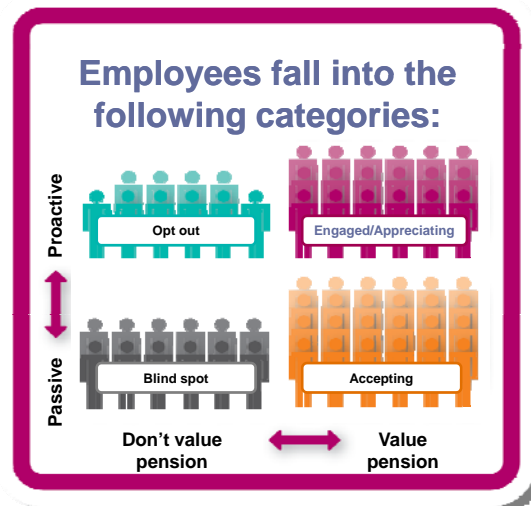 Employees fall into the
following categories:
Proactive
Opt out
Engaged/Appreciating
Passive
Blind spot
Accepting
Don't value
pension
Value
pension